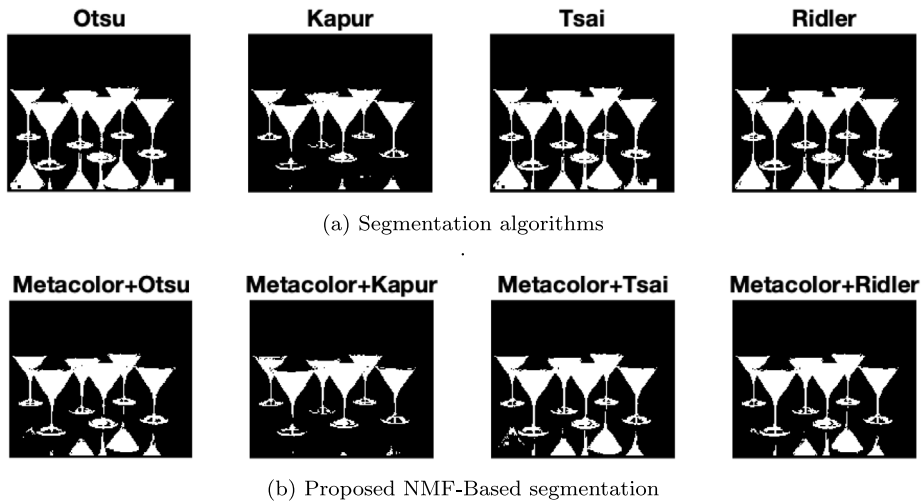 Otsu Kapur Tsai Ridler
(a) Segmentation algorithms
.
Metacolor+Otsu Metacolor+Kapur Metacolor+Tsai Metacolor+Ridler
(b) Proposed NMF-Based segmentation